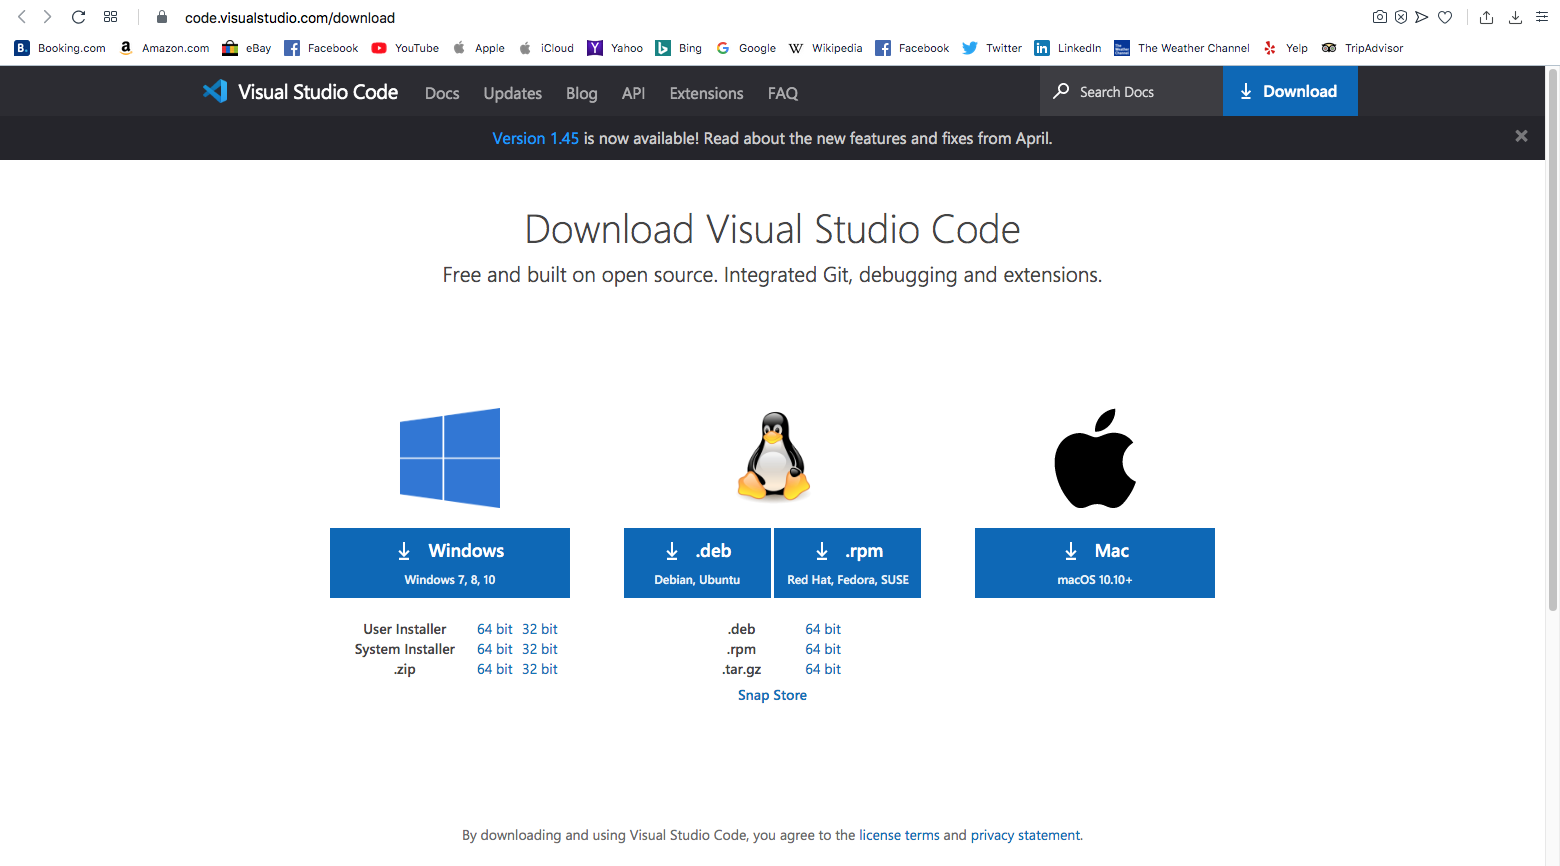 code.visualstudio.com/download
B. Booking.com a Amazon.com eBay Facebook YouTube Apple iCloud Yahoo Bing Google Wikipedia Facebook Twitter LinkedIn The Weather Channel Yelp TripAdvisor
Visual Studio Code Docs Updates Blog API Extensions FAQ Search Docs Download
Version 1.45 is now available! Read about the new features and fixes from April.
Download Visual Studio Code
Free and built on open source. Integrated Git, debugging and extensions.
Windows .deb .rpm Mac
Windows 7, 8, 10 Debian, Ubuntu Red Hat, Fedora, SUSE macOS 10.10+
User Installer 64 bit 32 bit .deb 64 bit
System Installer 64 bit 32 bit .rpm 64 bit
.zip 64 bit 32 bit .tar.gz 64 bit
Snap Store
By downloading and using Visual Studio Code, you agree to the license terms and privacy statement.